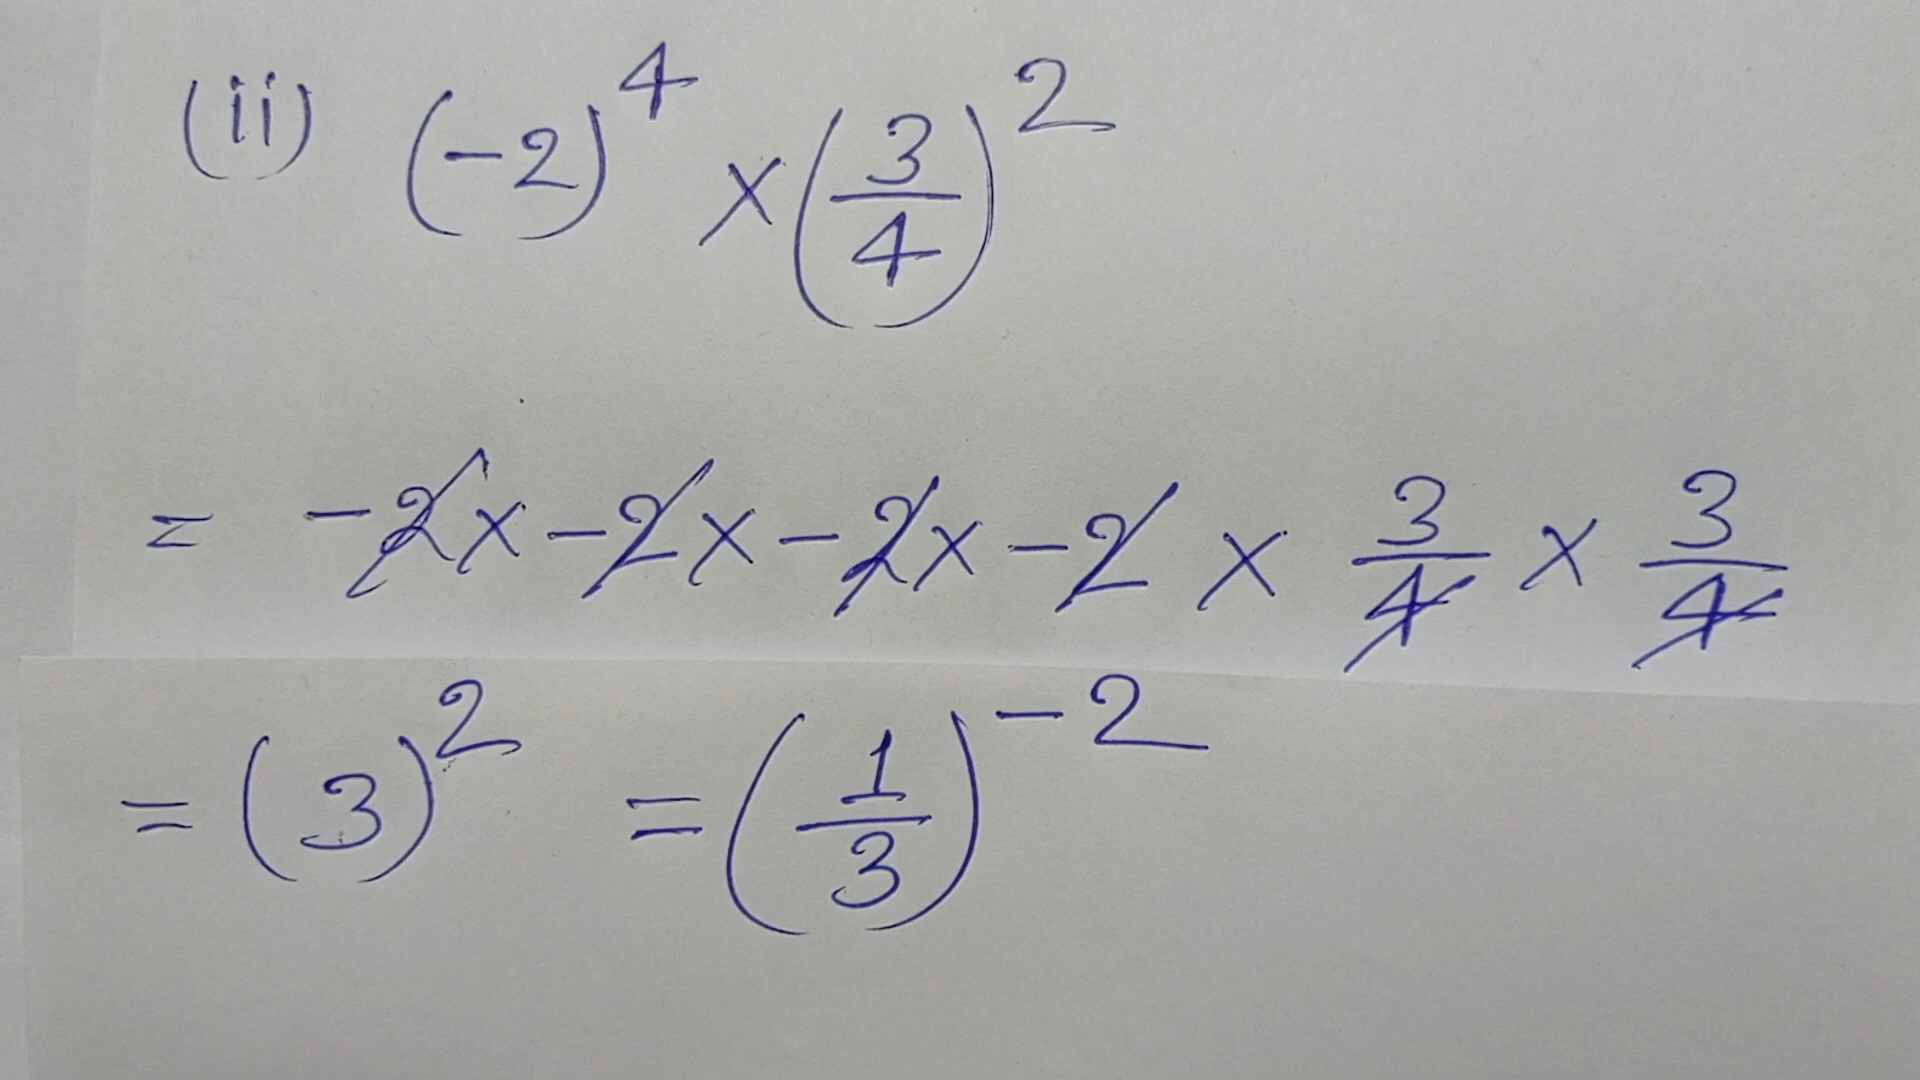 (ii) (-2)^4 × (3/4)^2
= -2 × -2 × -2 × -2 × 3/4 × 3/4
= (3)^2 = (1/3)^-2